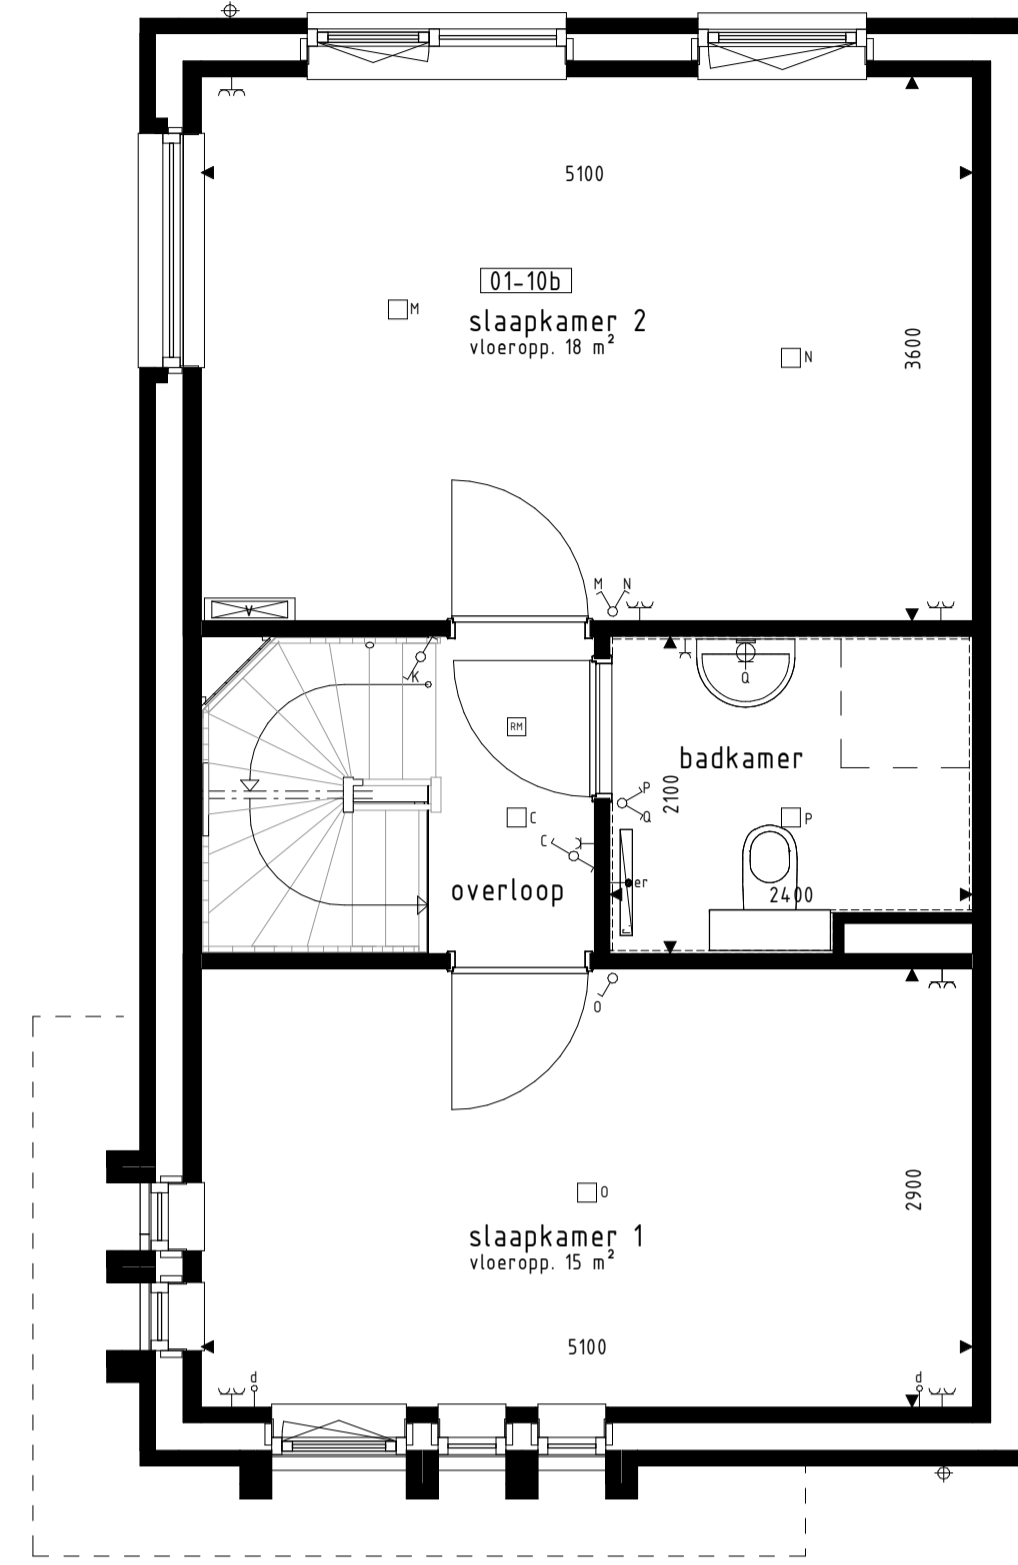 5100
01-10b
M
slaapkamer 2
vloeropp. 18 m²
N
3600
M N
V
K
Q
RM
badkamer
P
2100
Q
C
P
C
er
overloop
2400
O
O
2900
slaapkamer 1
vloeropp. 15 m²
5100
d
d